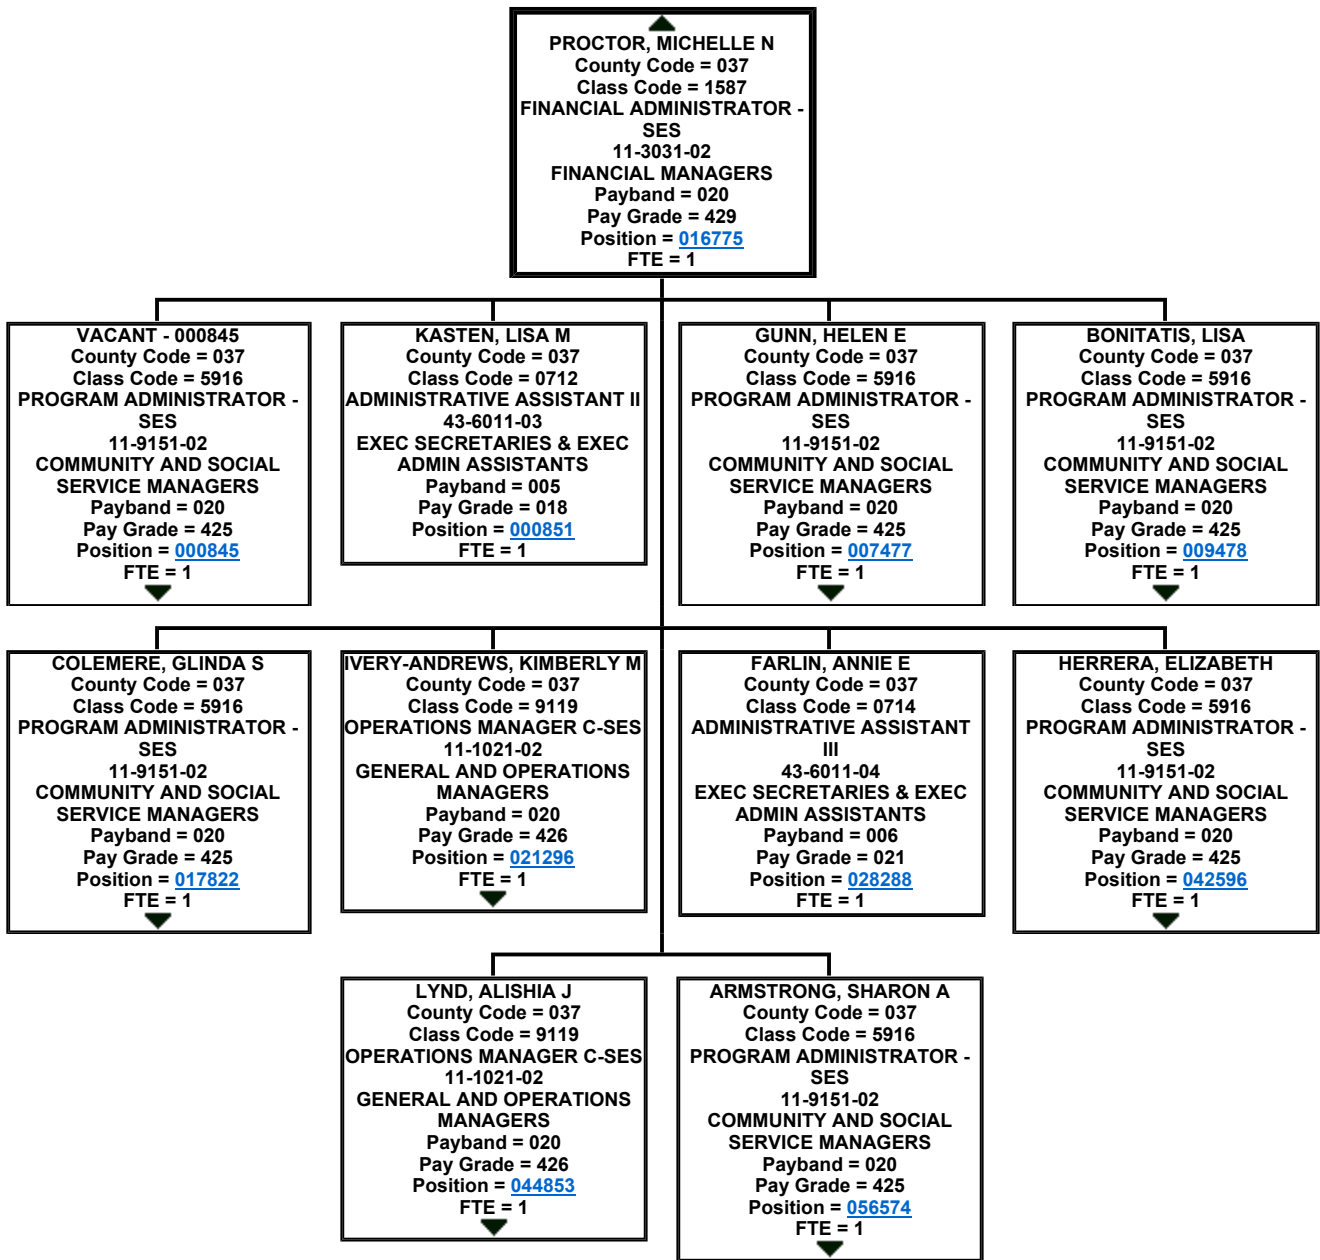 PROCTOR, MICHELLE N
County Code = 037
Class Code = 1587
FINANCIAL ADMINISTRATOR -
SES
11-3031-02
FINANCIAL MANAGERS
Payband = 020
Pay Grade = 429
Position = 016775
FTE = 1
VACANT - 000845
County Code = 037
Class Code = 5916
PROGRAM ADMINISTRATOR -
SES
11-9151-02
COMMUNITY AND SOCIAL
SERVICE MANAGERS
Payband = 020
Pay Grade = 425
Position = 000845
FTE = 1
KASTEN, LISA M
County Code = 037
Class Code = 0712
ADMINISTRATIVE ASSISTANT II
43-6011-03
EXEC SECRETARIES & EXEC
ADMIN ASSISTANTS
Payband = 005
Pay Grade = 018
Position = 000851
FTE = 1
GUNN, HELEN E
County Code = 037
Class Code = 5916
PROGRAM ADMINISTRATOR -
SES
11-9151-02
COMMUNITY AND SOCIAL
SERVICE MANAGERS
Payband = 020
Pay Grade = 425
Position = 007477
FTE = 1
BONITATIS, LISA
County Code = 037
Class Code = 5916
PROGRAM ADMINISTRATOR -
SES
11-9151-02
COMMUNITY AND SOCIAL
SERVICE MANAGERS
Payband = 020
Pay Grade = 425
Position = 009478
FTE = 1
COLEMERE, GLINDA S
County Code = 037
Class Code = 5916
PROGRAM ADMINISTRATOR -
SES
11-9151-02
COMMUNITY AND SOCIAL
SERVICE MANAGERS
Payband = 020
Pay Grade = 425
Position = 017822
FTE = 1
IVERY-ANDREWS, KIMBERLY M
County Code = 037
Class Code = 9119
OPERATIONS MANAGER C-SES
11-1021-02
GENERAL AND OPERATIONS
MANAGERS
Payband = 020
Pay Grade = 426
Position = 021296
FTE = 1
FARLIN, ANNIE E
County Code = 037
Class Code = 0714
ADMINISTRATIVE ASSISTANT
III
43-6011-04
EXEC SECRETARIES & EXEC
ADMIN ASSISTANTS
Payband = 006
Pay Grade = 021
Position = 028288
FTE = 1
HERRERA, ELIZABETH
County Code = 037
Class Code = 5916
PROGRAM ADMINISTRATOR -
SES
11-9151-02
COMMUNITY AND SOCIAL
SERVICE MANAGERS
Payband = 020
Pay Grade = 425
Position = 042596
FTE = 1
LYND, ALISHIA J
County Code = 037
Class Code = 9119
OPERATIONS MANAGER C-SES
11-1021-02
GENERAL AND OPERATIONS
MANAGERS
Payband = 020
Pay Grade = 426
Position = 044853
FTE = 1
ARMSTRONG, SHARON A
County Code = 037
Class Code = 5916
PROGRAM ADMINISTRATOR -
SES
11-9151-02
COMMUNITY AND SOCIAL
SERVICE MANAGERS
Payband = 020
Pay Grade = 425
Position = 056574
FTE = 1